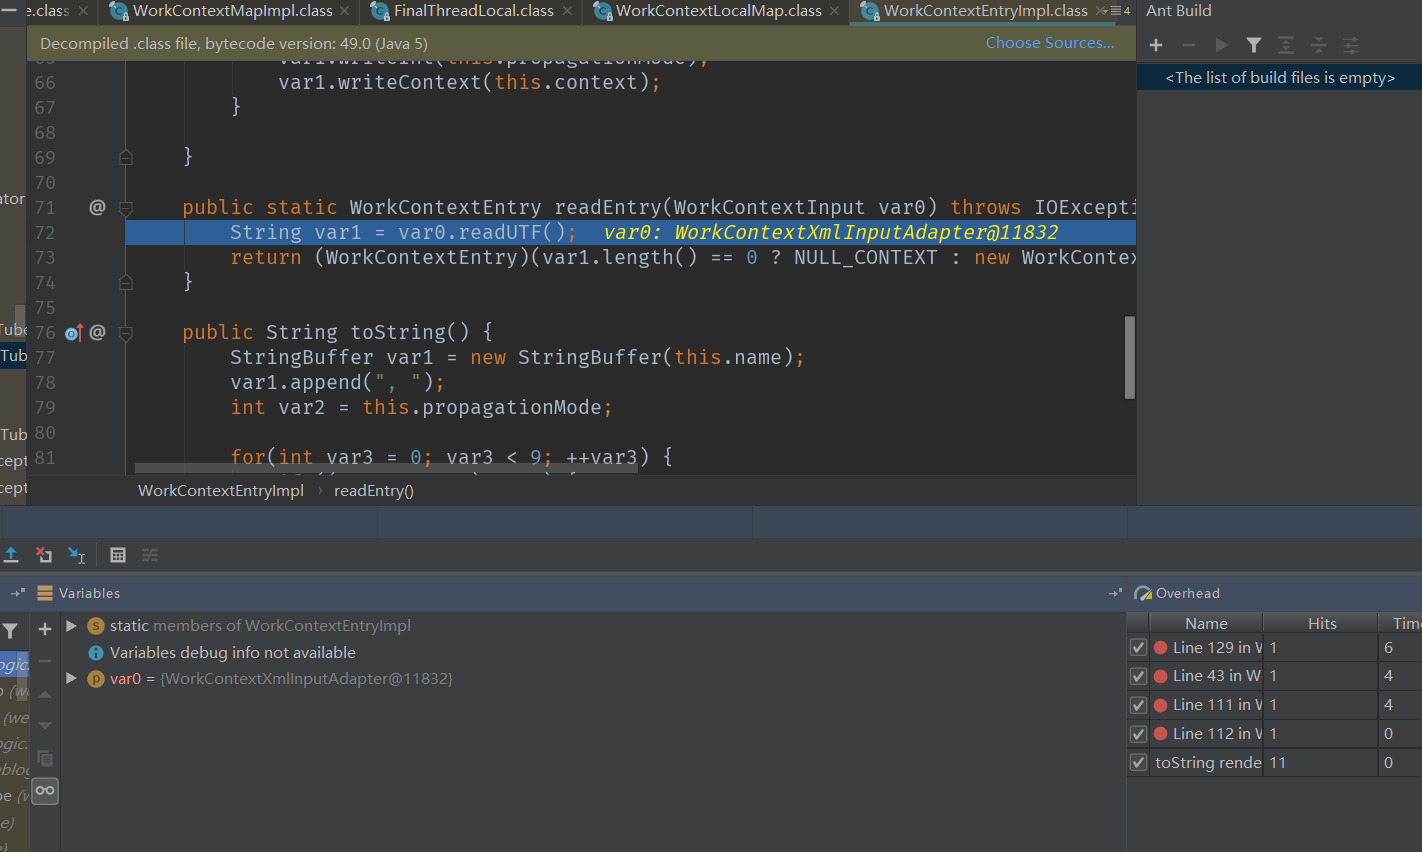 e.class
WorkContextMapImpl.class
FinalThreadLocal.class
WorkContextLocalMap.class
WorkContextEntryImpl.class
4
Ant Build
Decompiled .class file, bytecode version: 49.0 (Java 5)
Choose Sources...
<The list of build files is empty>
66 var1.writeContext(this.context);
67 }
68
69 }
70
71 @ public static WorkContextEntry readEntry(WorkContextInput var0) throws IOExcepti
72 String var1 = var0.readUTF(); var0: WorkContextXmlInputAdapter@11832
73 return (WorkContextEntry)(var1.length() == 0 ? NULL_CONTEXT : new WorkContex
74 }
75
76 @ public String toString() {
77 StringBuffer var1 = new StringBuffer(this.name);
78 var1.append(", ");
79 int var2 = this.propagationMode;
80
81 for(int var3 = 0; var3 < 9; ++var3) {
ator
Tube
Tub
Tub
cept
cept
WorkContextEntryImpl › readEntry()
Variables
Overhead
static members of WorkContextEntryImpl
Variables debug info not available
var0 = {WorkContextXmlInputAdapter@11832}
Name Hits Time
Line 129 in W 1 6
Line 43 in W 1 4
Line 111 in W 1 4
Line 112 in W 1 0
toString rende 11 0
ogic.
(we
ogic.
eblog
pe (w
e)